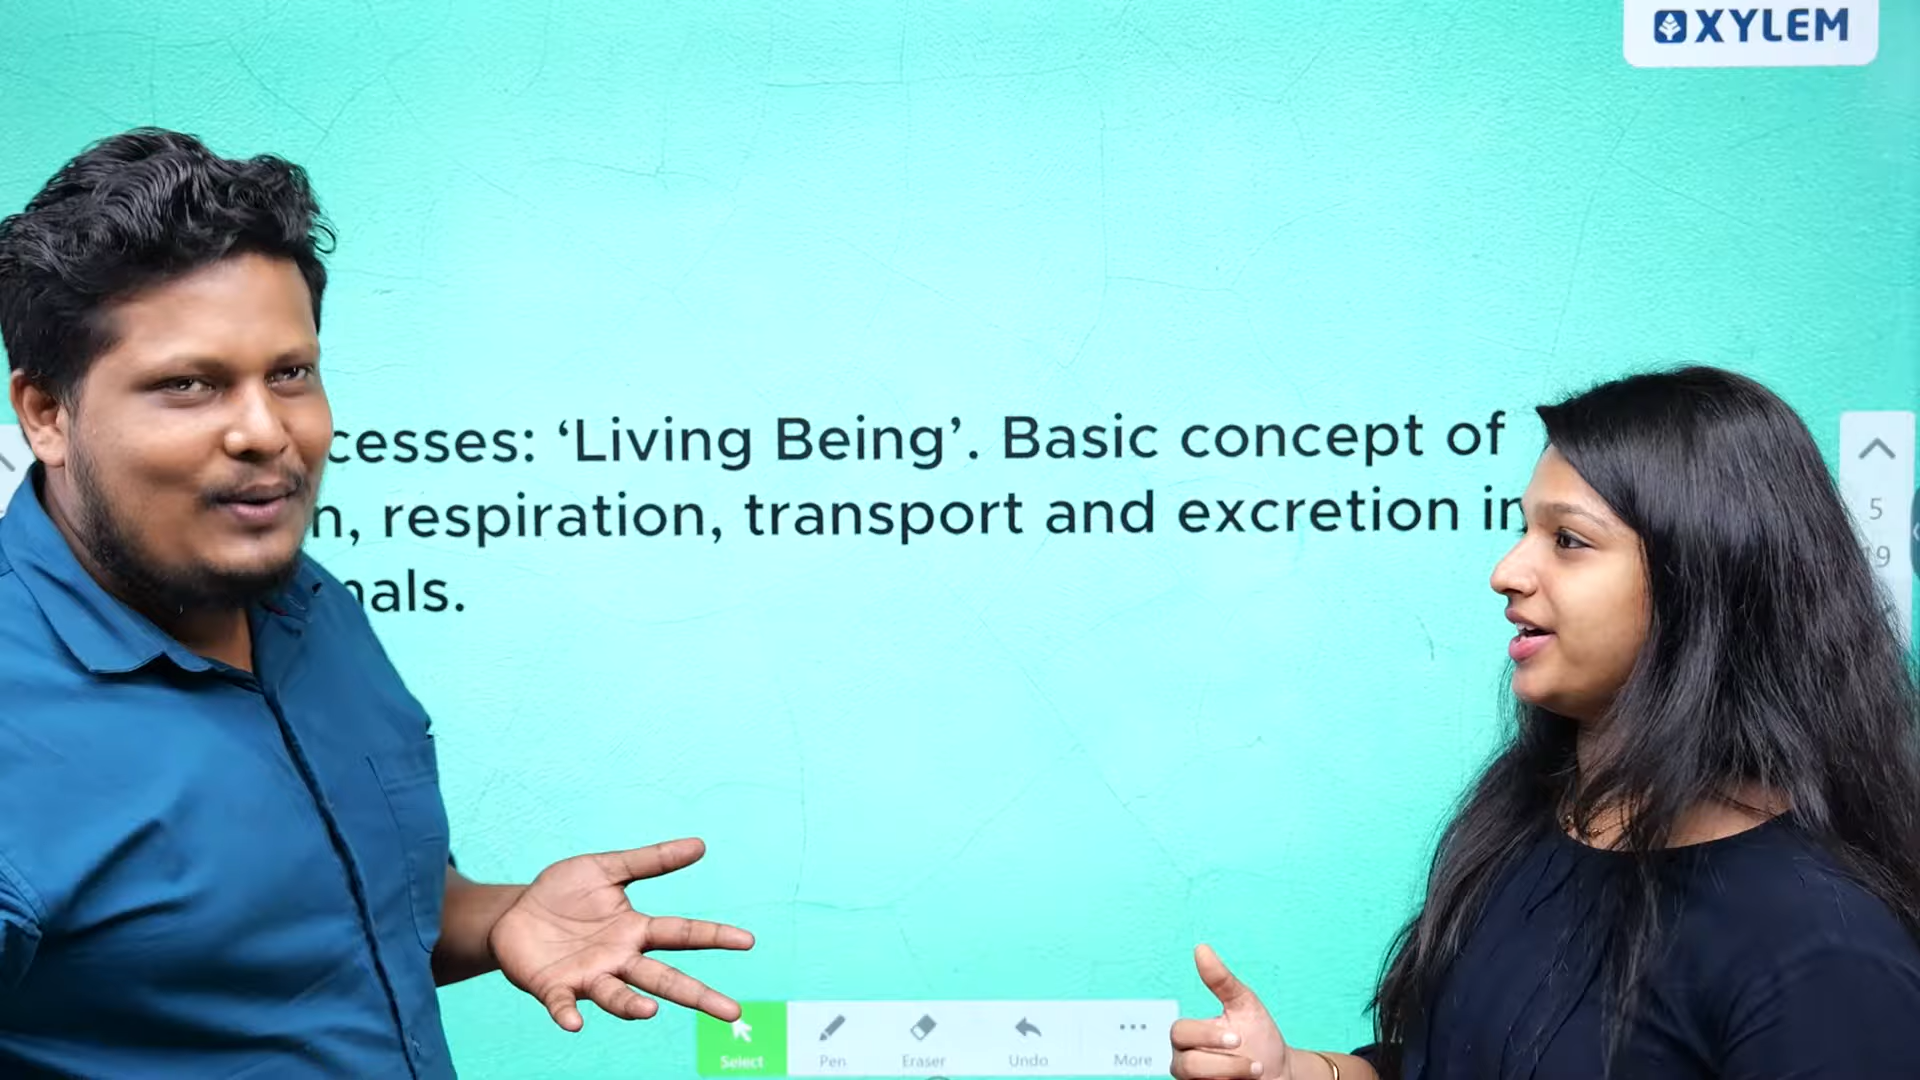 XYLEM
cesses: ‘Living Being’. Basic concept of
n, respiration, transport and excretion in
nals.
5
19
Select
Pen
Eraser
Undo
More